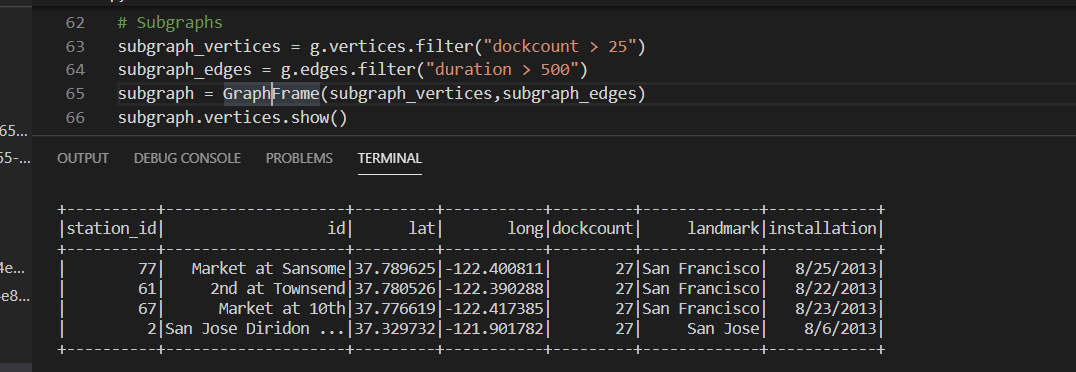 62 # Subgraphs
63 subgraph_vertices = g.vertices.filter("dockcount > 25")
64 subgraph_edges = g.edges.filter("duration > 500")
65 subgraph = GraphFrame(subgraph_vertices,subgraph_edges)
66 subgraph.vertices.show()
65...
65-...
OUTPUT DEBUG CONSOLE PROBLEMS TERMINAL
+----------+-------------------+---------+-----------+---------+-------------+------------+
|station_id|                 id|      lat|       long|dockcount|     landmark|installation|
+----------+-------------------+---------+-----------+---------+-------------+------------+
|        77|  Market at Sansome|37.789625|-122.400811|       27|San Francisco|   8/25/2013|
|        61|    2nd at Townsend|37.780526|-122.390288|       27|San Francisco|   8/22/2013|
|        67|     Market at 10th|37.776619|-122.417385|       27|San Francisco|   8/23/2013|
|         2|San Jose Diridon ...|37.329732|-121.901782|       27|     San Jose|    8/6/2013|
+----------+-------------------+---------+-----------+---------+-------------+------------+
4e...
e8...